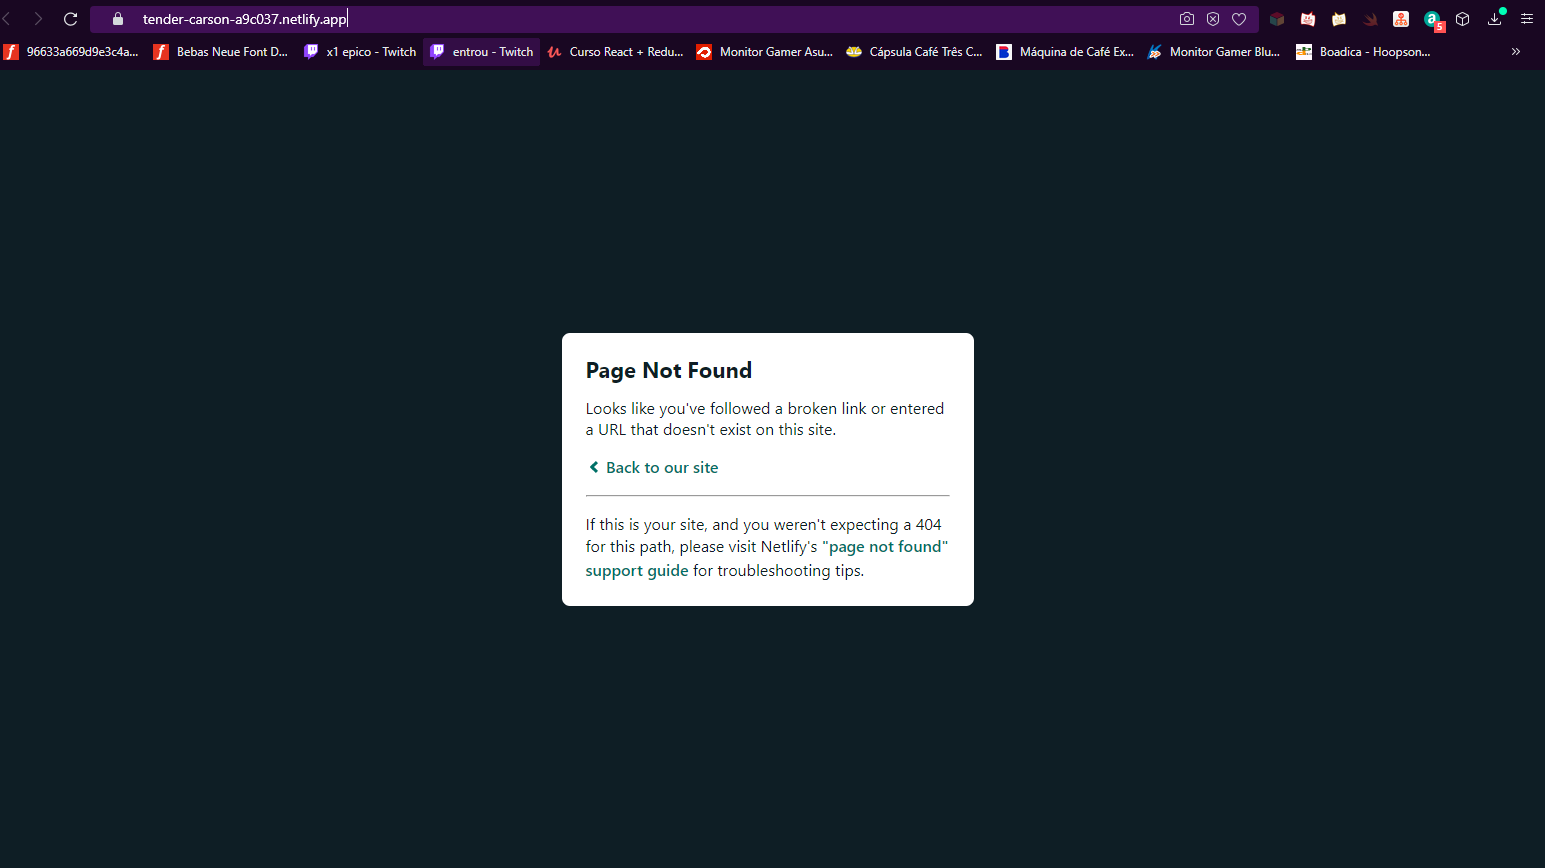 tender-carson-a9c037.netlify.app
5
96633a669d9e3c4a...
Bebas Neue Font D...
x1 epico - Twitch
entrou - Twitch
Curso React + Redu...
Monitor Gamer Asu...
Cápsula Café Três C...
Máquina de Café Ex...
Monitor Gamer Blu...
Boadica - Hoopson...
Page Not Found
Looks like you've followed a broken link or entered
a URL that doesn't exist on this site.
Back to our site
If this is your site, and you weren't expecting a 404
for this path, please visit Netlify's "page not found"
support guide for troubleshooting tips.